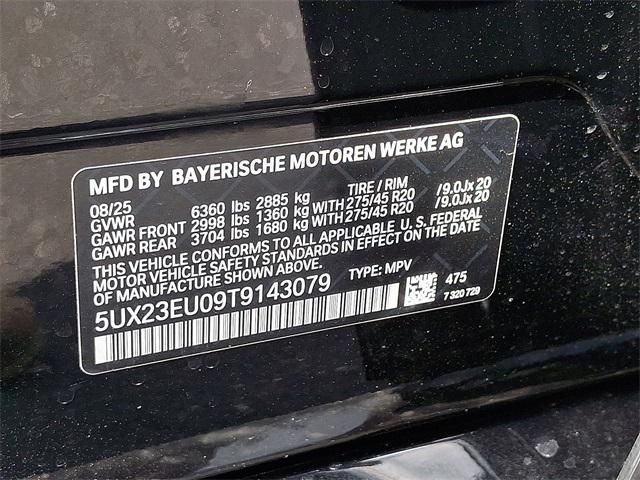 MFD BY BAYERISCHE MOTOREN WERKE AG
08/25 TIRE / RIM
GVWR 6360 lbs 2885 kg
GAWR FRONT 2998 lbs 1360 kg WITH 275/45 R20 /9.0Jx20
GAWR REAR 3704 lbs 1680 kg WITH 275/45 R20 /9.0Jx20
THIS VEHICLE CONFORMS TO ALL APPLICABLE U.S. FEDERAL
MOTOR VEHICLE SAFETY STANDARDS IN EFFECT ON THE DATE
OF MANUFACTURE SHOWN ABOVE.
5UX23EU09T9143079 TYPE: MPV
475
7 320 729